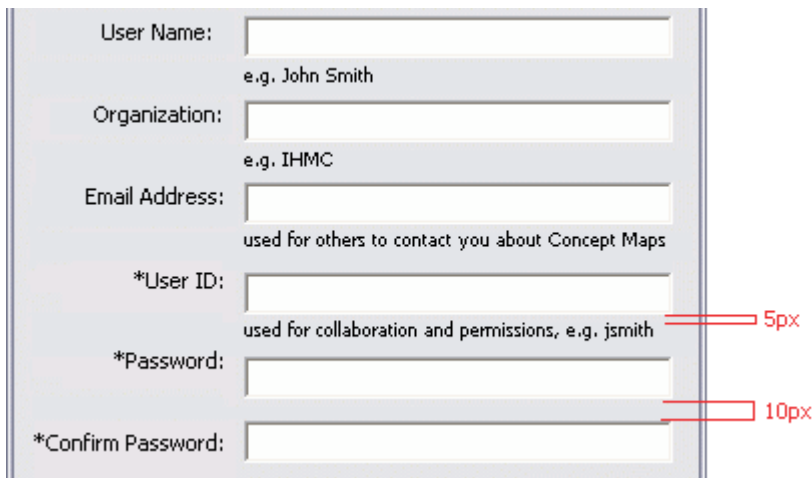 User Name:
e.g. John Smith
Organization:
e.g. IHMC
Email Address:
used for others to contact you about Concept Maps
*User ID:
5px
used for collaboration and permissions, e.g. jsmith
*Password:
10px
*Confirm Password: